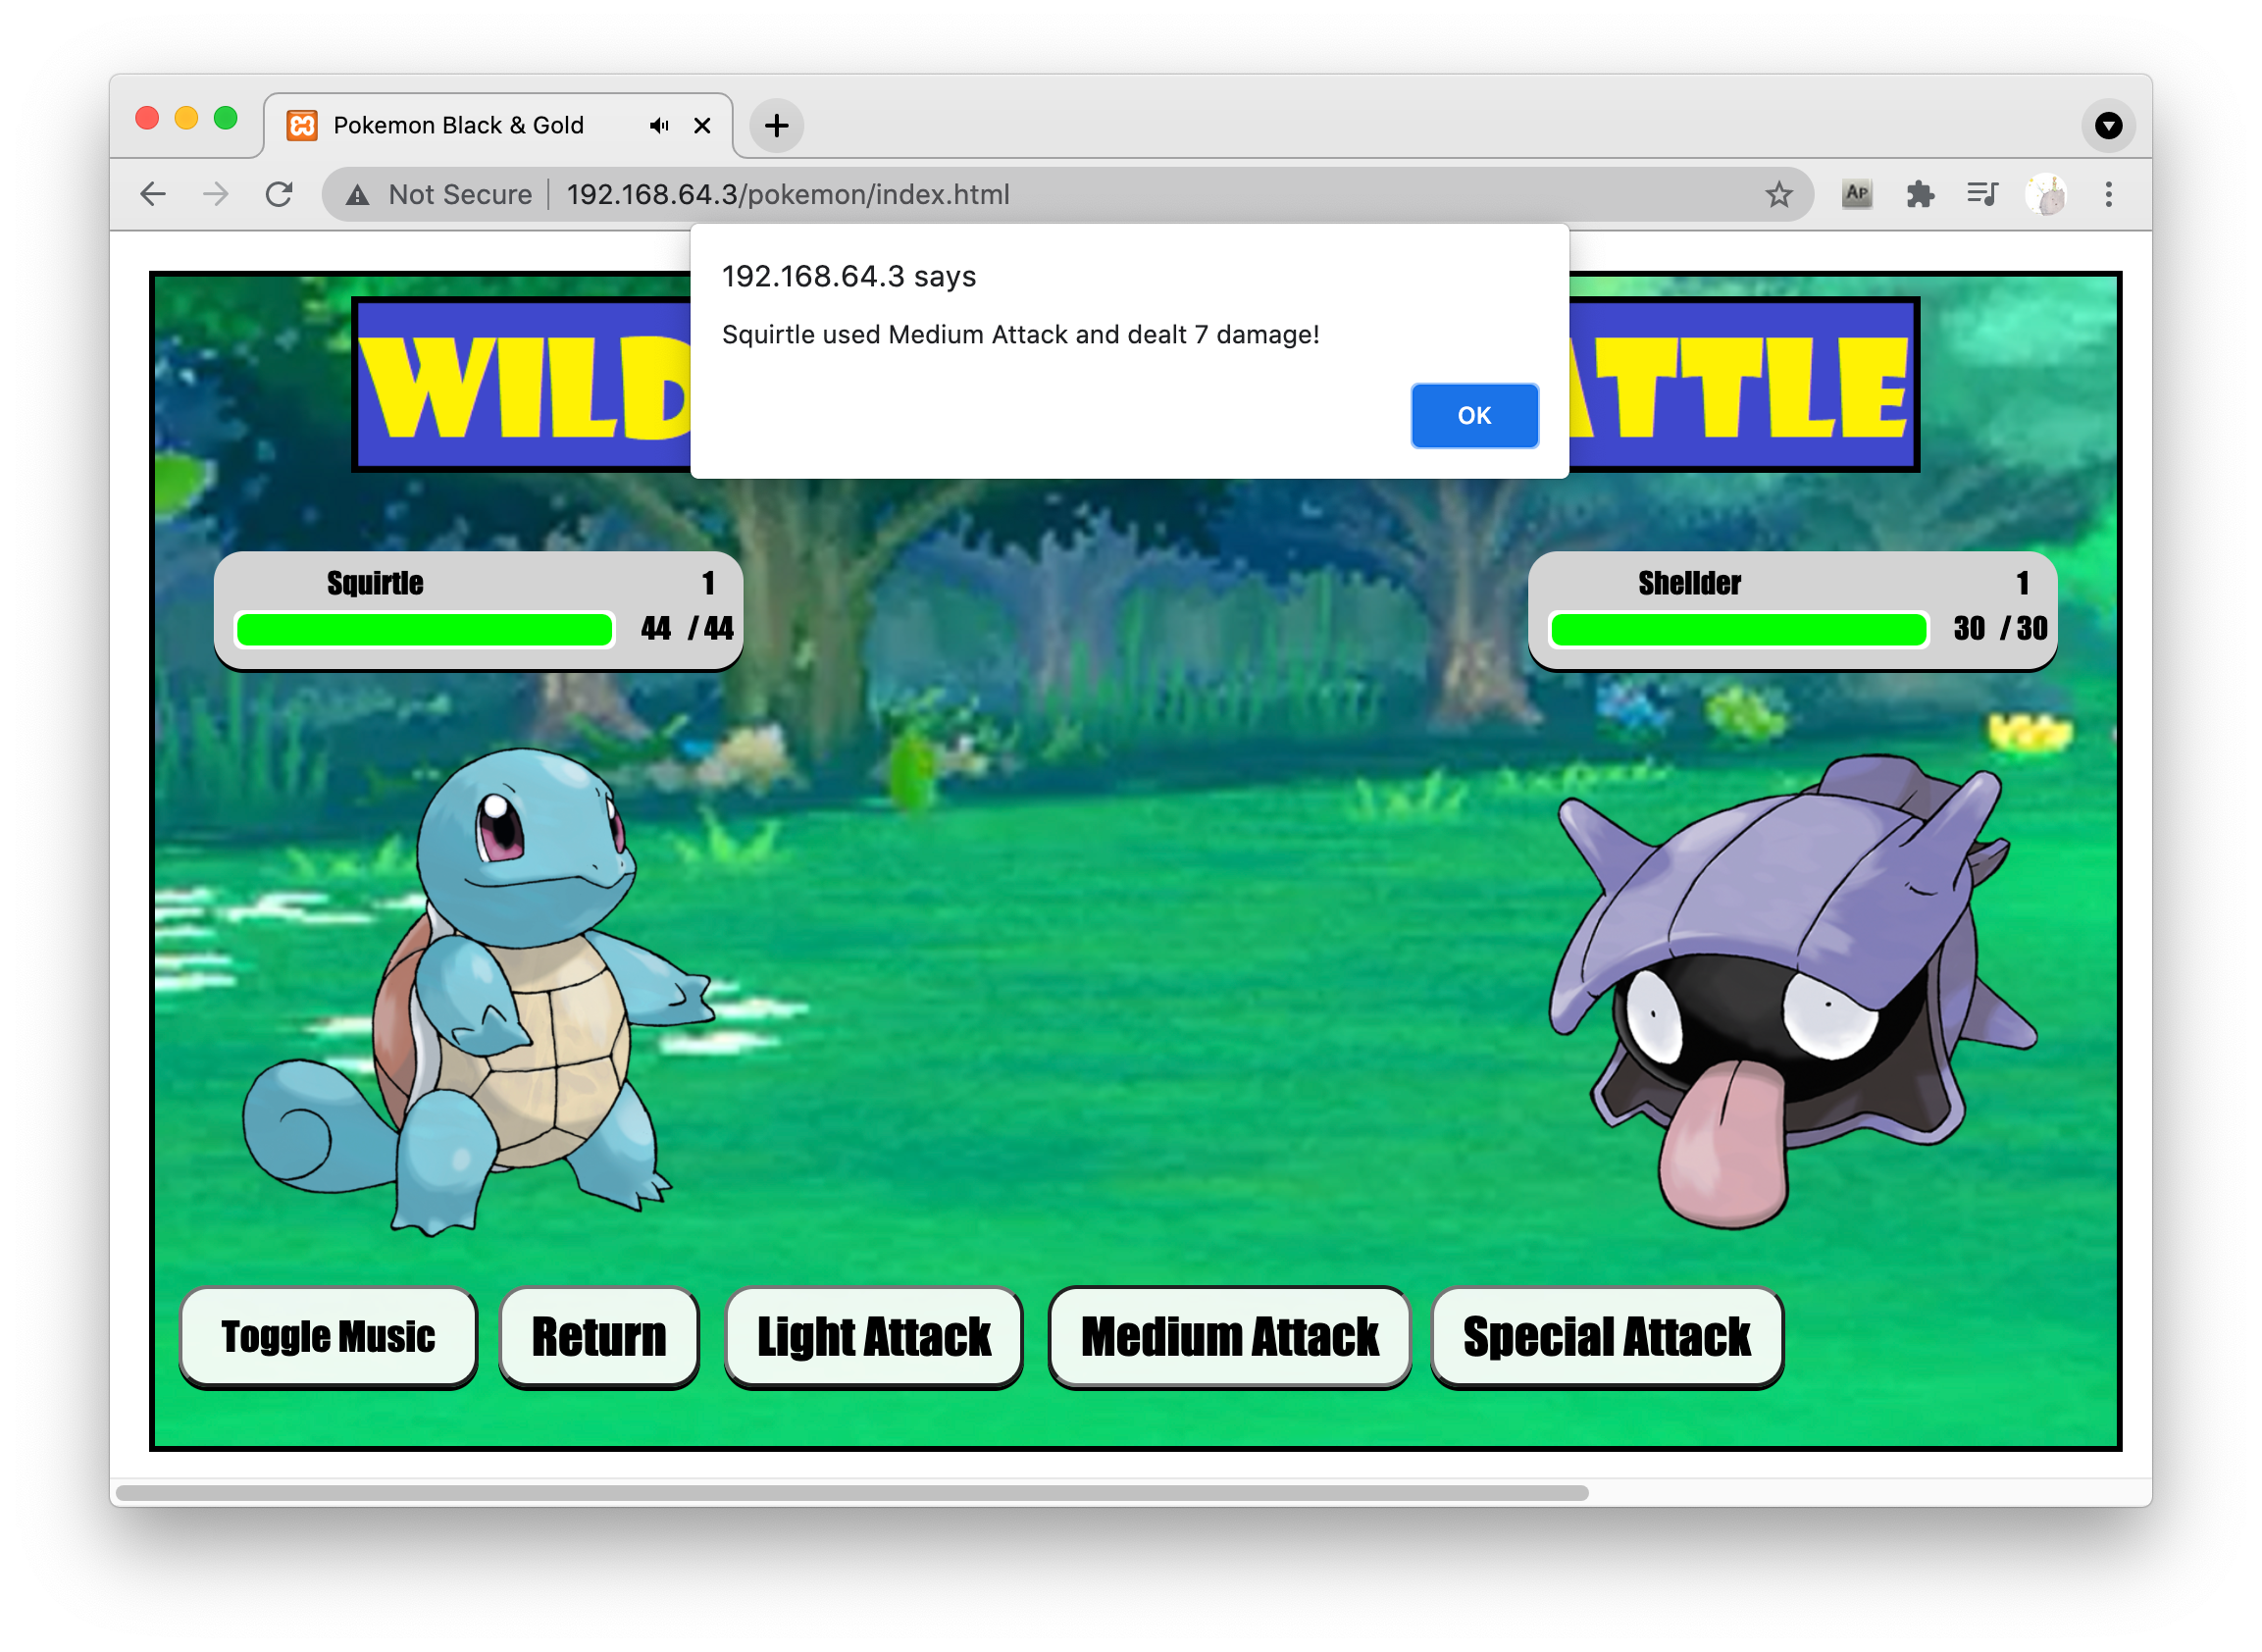 Pokemon Black & Gold
Not Secure 192.168.64.3/pokemon/index.html
AP
192.168.64.3 says
Squirtle used Medium Attack and dealt 7 damage!
OK
WILD ATTLE
Squirtle 1
44 / 44
Shellder 1
30 / 30
Toggle Music Return Light Attack Medium Attack Special Attack